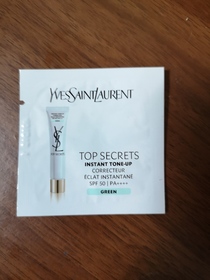 YVESSAINTLAURENT
TOP SECRETS
INSTANT TONE-UP
CORRECTEUR
ÉCLAT INSTANTANÉ
SPF 50 | PA++++
GREEN